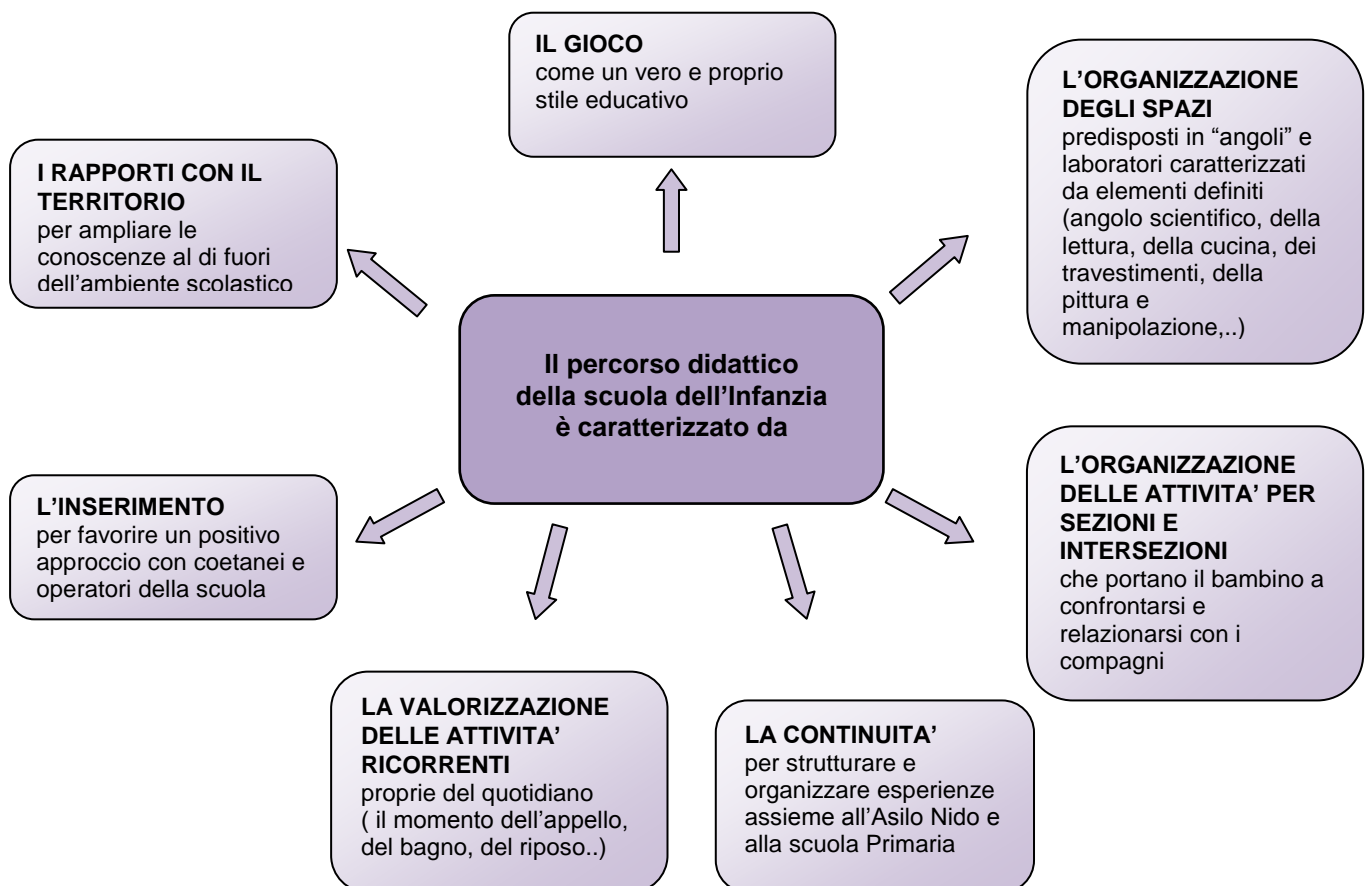 IL GIOCO
come un vero e proprio
stile educativo
L'ORGANIZZAZIONE
DEGLI SPAZI
predisposti in “angoli” e
laboratori caratterizzati
da elementi definiti
(angolo scientifico, della
lettura, della cucina, dei
travestimenti, della
pittura e
manipolazione,..)
I RAPPORTI CON IL
TERRITORIO
per ampliare le
conoscenze al di fuori
dell’ambiente scolastico
Il percorso didattico
della scuola dell’Infanzia
è caratterizzato da
L’ORGANIZZAZIONE
DELLE ATTIVITA’ PER
SEZIONI E
INTERSEZIONI
che portano il bambino a
confrontarsi e
relazionarsi con i
compagni
L’INSERIMENTO
per favorire un positivo
approccio con coetanei e
operatori della scuola
LA VALORIZZAZIONE
DELLE ATTIVITA’
RICORRENTI
proprie del quotidiano
( il momento dell’appello,
del bagno, del riposo..)
LA CONTINUITA’
per strutturare e
organizzare esperienze
assieme all’Asilo Nido e
alla scuola Primaria